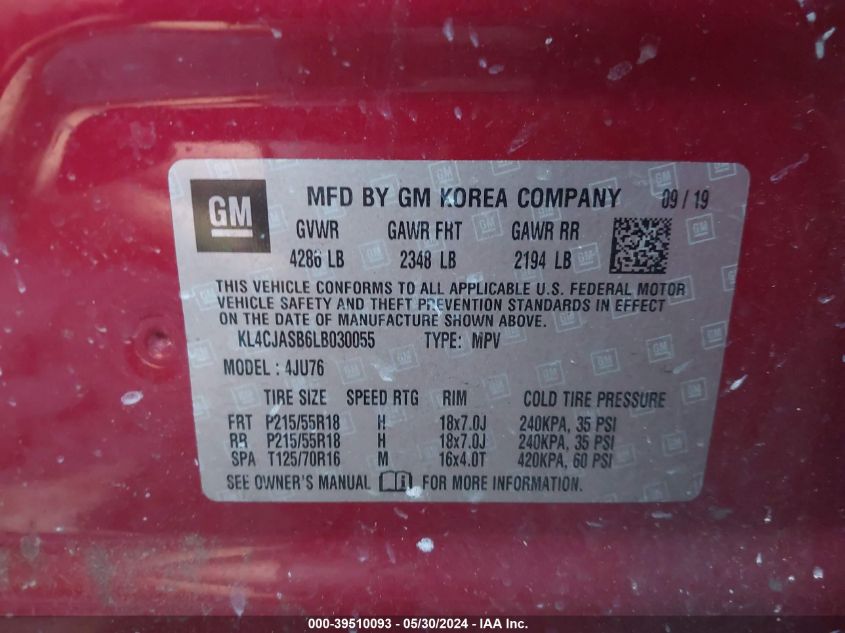 GM
MFD BY GM KOREA COMPANY 09 / 19
GVWR GAWR FRT GAWR RR
4286 LB 2348 LB 2194 LB
THIS VEHICLE CONFORMS TO ALL APPLICABLE U.S. FEDERAL MOTOR
VEHICLE SAFETY AND THEFT PREVENTION STANDARDS IN EFFECT
ON THE DATE OF MANUFACTURE SHOWN ABOVE.
KL4CJASB6LB030055 TYPE: MPV
MODEL : 4JU76
TIRE SIZE SPEED RTG RIM COLD TIRE PRESSURE
FRT P215/55R18 H 18x7.0J 240KPA, 35 PSI
RR P215/55R18 H 18x7.0J 240KPA, 35 PSI
SPA T125/70R16 M 16x4.0T 420KPA, 60 PSI
SEE OWNER'S MANUAL FOR MORE INFORMATION.
000-39510093 - 05/30/2024 - IAA Inc.